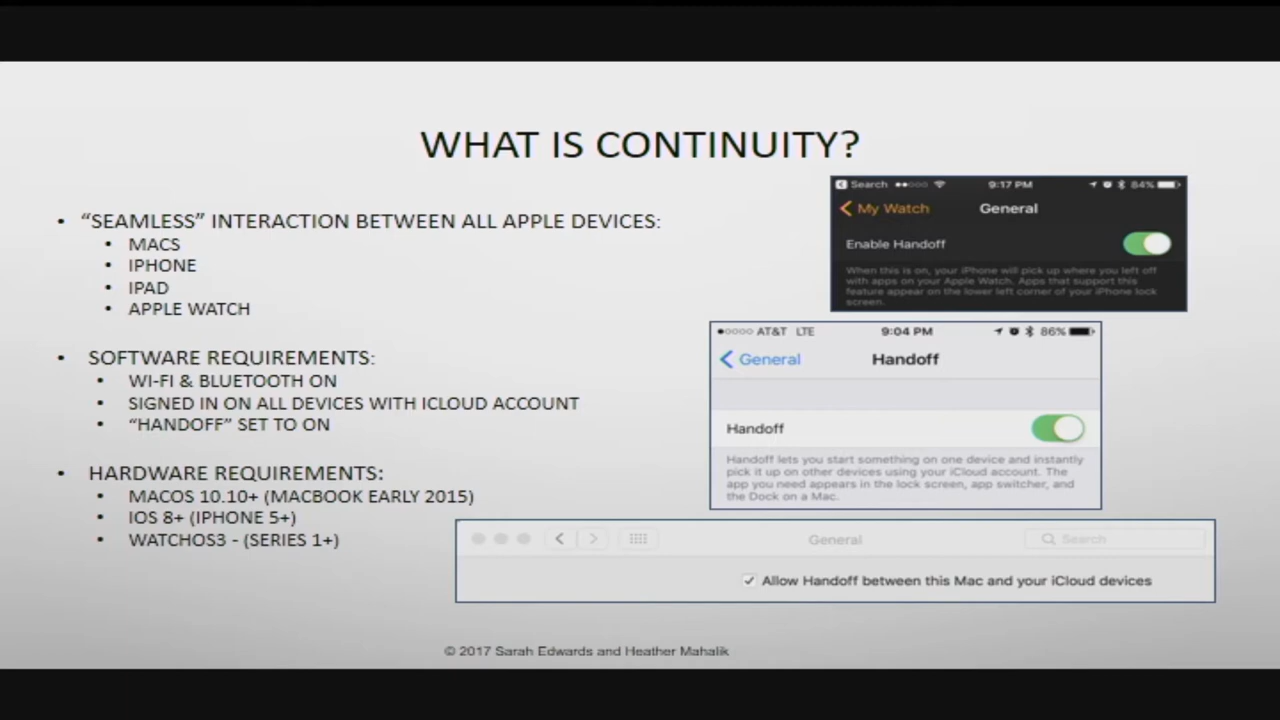 WHAT IS CONTINUITY?
• “SEAMLESS” INTERACTION BETWEEN ALL APPLE DEVICES:
• MACS
• IPHONE
• IPAD
• APPLE WATCH
• SOFTWARE REQUIREMENTS:
• WI-FI & BLUETOOTH ON
• SIGNED IN ON ALL DEVICES WITH ICLOUD ACCOUNT
• “HANDOFF” SET TO ON
• HARDWARE REQUIREMENTS:
• MACOS 10.10+ (MACBOOK EARLY 2015)
• IOS 8+ (IPHONE 5+)
• WATCHOS3 - (SERIES 1+)
Search 9:17 PM 84%
My Watch General
Enable Handoff
When this is on, your iPhone will pick up where you left off
with apps on your Apple Watch. Apps that support this
feature appear on the lower left corner of your iPhone lock
screen.
AT&T LTE 9:04 PM 86%
General Handoff
Handoff
Handoff lets you start something on one device and instantly
pick it up on other devices using your iCloud account. The
app you need appears in the lock screen, app switcher, and
the Dock on a Mac.
General Search
Allow Handoff between this Mac and your iCloud devices
© 2017 Sarah Edwards and Heather Mahalik